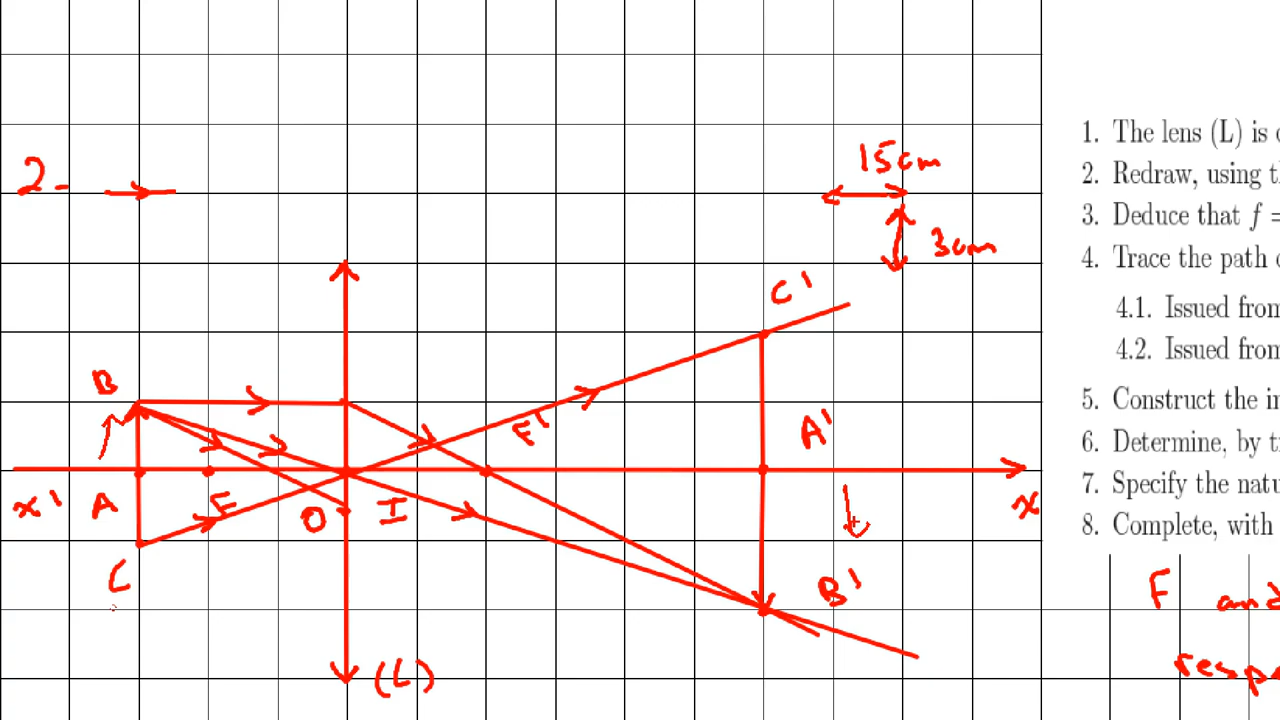 1. The lens (L) is
15cm
2-
2. Redraw, using
3. Deduce that f =
3cm
4. Trace the path
C'
4.1. Issued from
4.2. Issued from
B
5. Construct the
F'
A'
6. Determine, by
7. Specify the
x'
A
F
O
I
x
8. Complete, with
C
B'
F
(L)